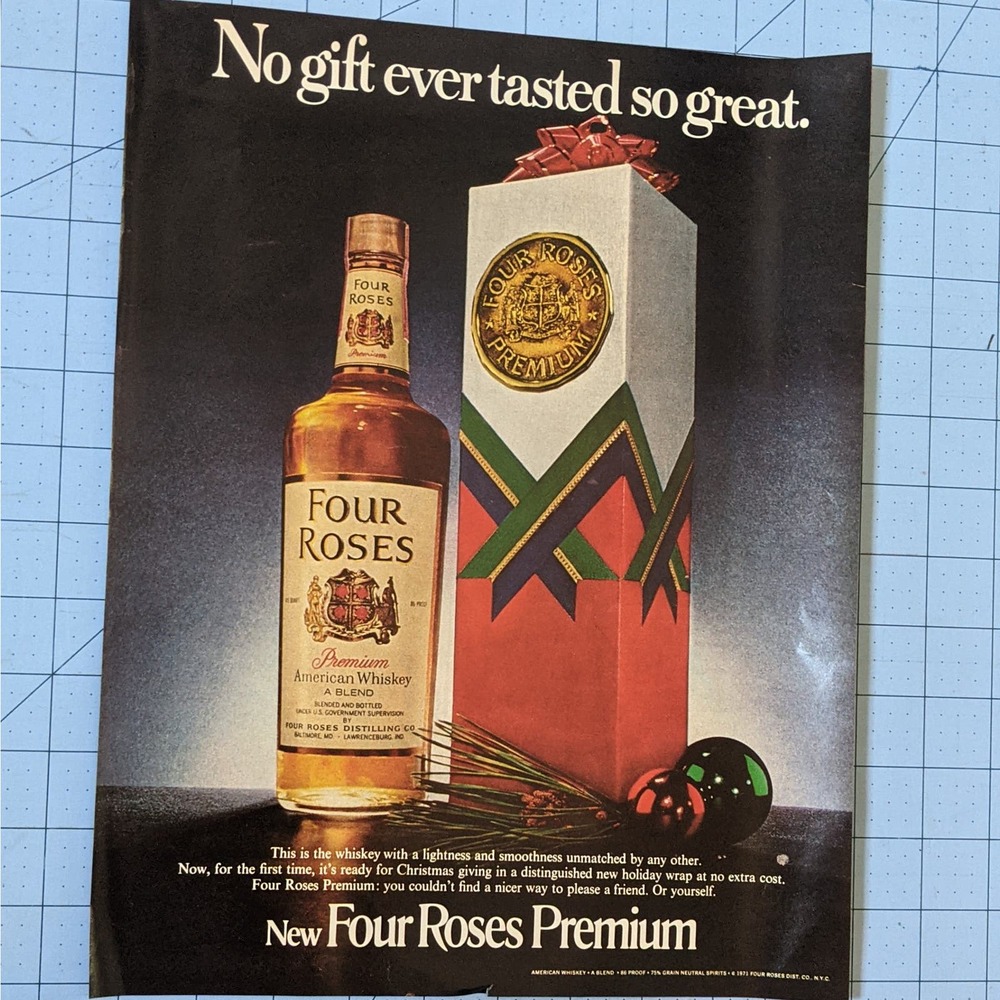 No gift ever tasted so great.
FOUR ROSES
PREMIUM
FOUR
ROSES
Premium
FOUR
ROSES
86 PROOF
Premium
American Whiskey
A BLEND
BLENDED AND BOTTLED
UNDER U.S. GOVERNMENT SUPERVISION
BY
FOUR ROSES DISTILLING CO.
BALTIMORE, MD. - LAWRENCEBURG, IND.
This is the whiskey with a lightness and smoothness unmatched by any other.
Now, for the first time, it's ready for Christmas giving in a distinguished new holiday wrap at no extra cost.
Four Roses Premium: you couldn't find a nicer way to please a friend. Or yourself.
New Four Roses Premium
AMERICAN WHISKEY • A BLEND • 86 PROOF • 75% GRAIN NEUTRAL SPIRITS • © 1971 FOUR ROSES DIST. CO., N.Y.C.